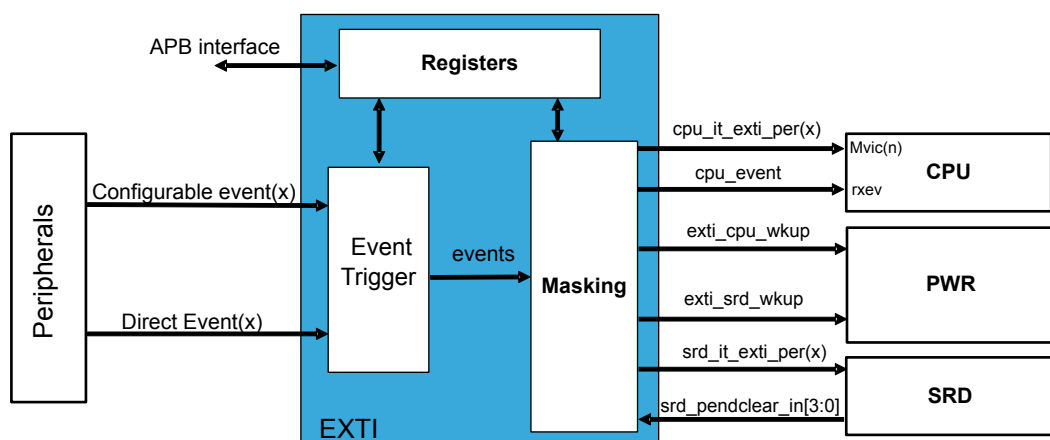 APB interface
Registers
cpu_it_exti_per(x)
Mvic(n)
CPU
cpu_event
rxev
Peripherals
Configurable event(x)
Event
Trigger
events
Masking
exti_cpu_wkup
PWR
exti_srd_wkup
Direct Event(x)
srd_it_exti_per(x)
SRD
srd_pendclear_in[3:0]
EXTI